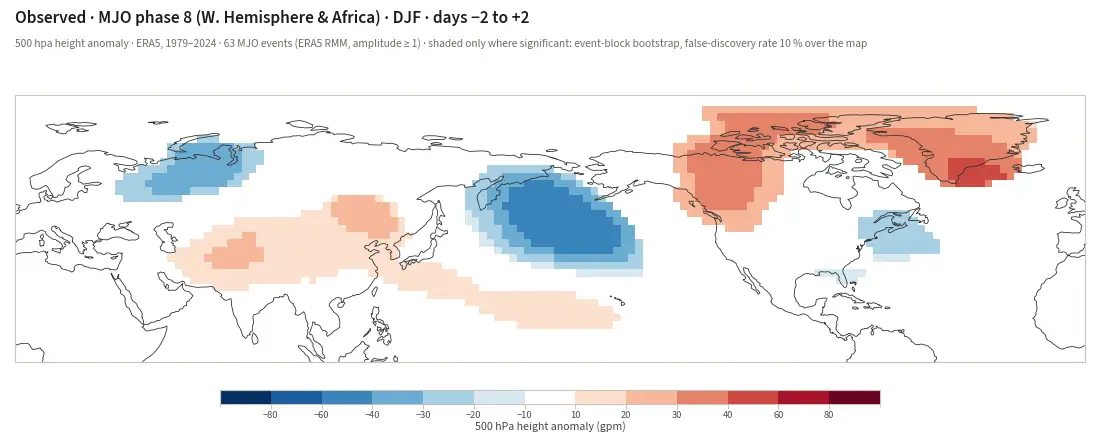 Observed · MJO phase 8 (W. Hemisphere & Africa) · DJF · days −2 to +2
500 hpa height anomaly · ERA5, 1979–2024 · 63 MJO events (ERA5 RMM, amplitude ≥ 1) · shaded only where significant: event-block bootstrap, false-discovery rate 10 % over the map
−80 −60 −40 −30 −20 −10 10 20 30 40 60 80
500 hPa height anomaly (gpm)